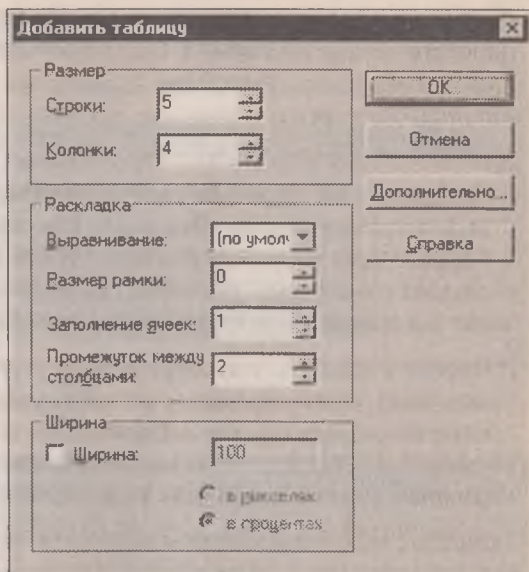 Добавить таблицу
Размер
Строки: 5
Колонки: 4
OK
Отмена
Дополнительно...
Справка
Раскладка
Выравнивание: (по умолч
Размер рамки: 0
Заполнение ячеек: 1
Промежуток между
столбцами: 2
Ширина
Ширина: 100
в пикселах
в процентах